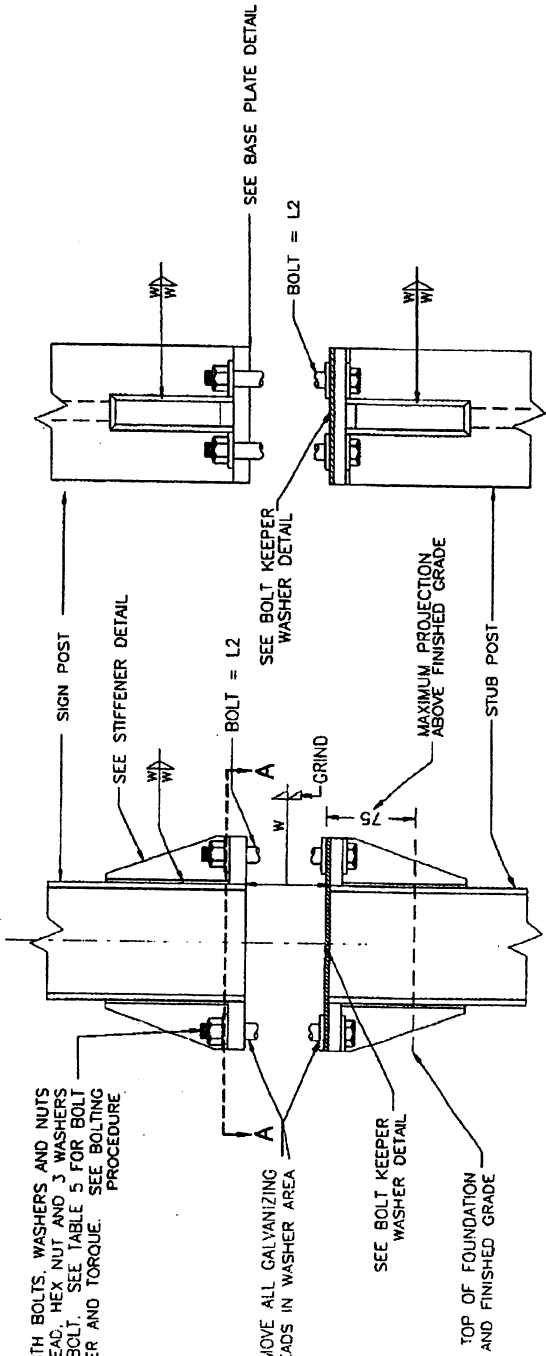 TH BOLTS, WASHERS AND NUTS
EAD, HEX NUT AND 3 WASHERS
BOLT. SEE TABLE 5 FOR BOLT
ER AND TORQUE. SEE BOLTING
PROCEDURE
SIGN POST
SEE STIFFENER DETAIL
W
W
BOLT = L2
A
A
W
GRIND
MOVE ALL GALVANIZING
EADS IN WASHER AREA
SEE BOLT KEEPER
WASHER DETAIL
75
TOP OF FOUNDATION
AND FINISHED GRADE
MAXIMUM PROJECTION
ABOVE FINISHED GRADE
STUB POST
W
W
SEE BASE PLATE DETAIL
BOLT = L2
SEE BOLT KEEPER
WASHER DETAIL
W
W